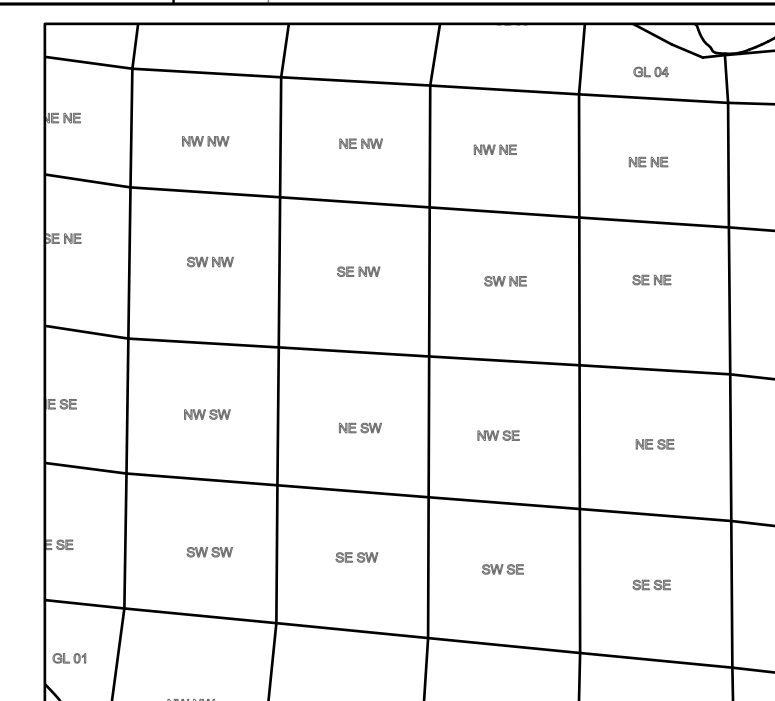 GL 04
NE NE
NW NW
NE NW
NW NE
NE NE
SE NE
SW NW
SE NW
SW NE
SE NE
E SE
NW SW
NE SW
NW SE
NE SE
E SE
SW SW
SE SW
SW SE
SE SE
GL 01